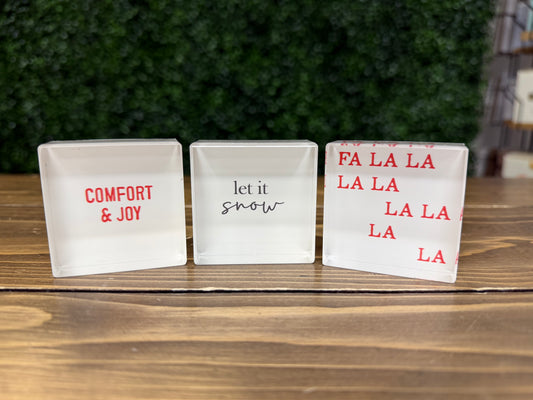 COMFORT
& JOY
let it
snow
FA LA LA
LA LA
LA LA
LA
LA